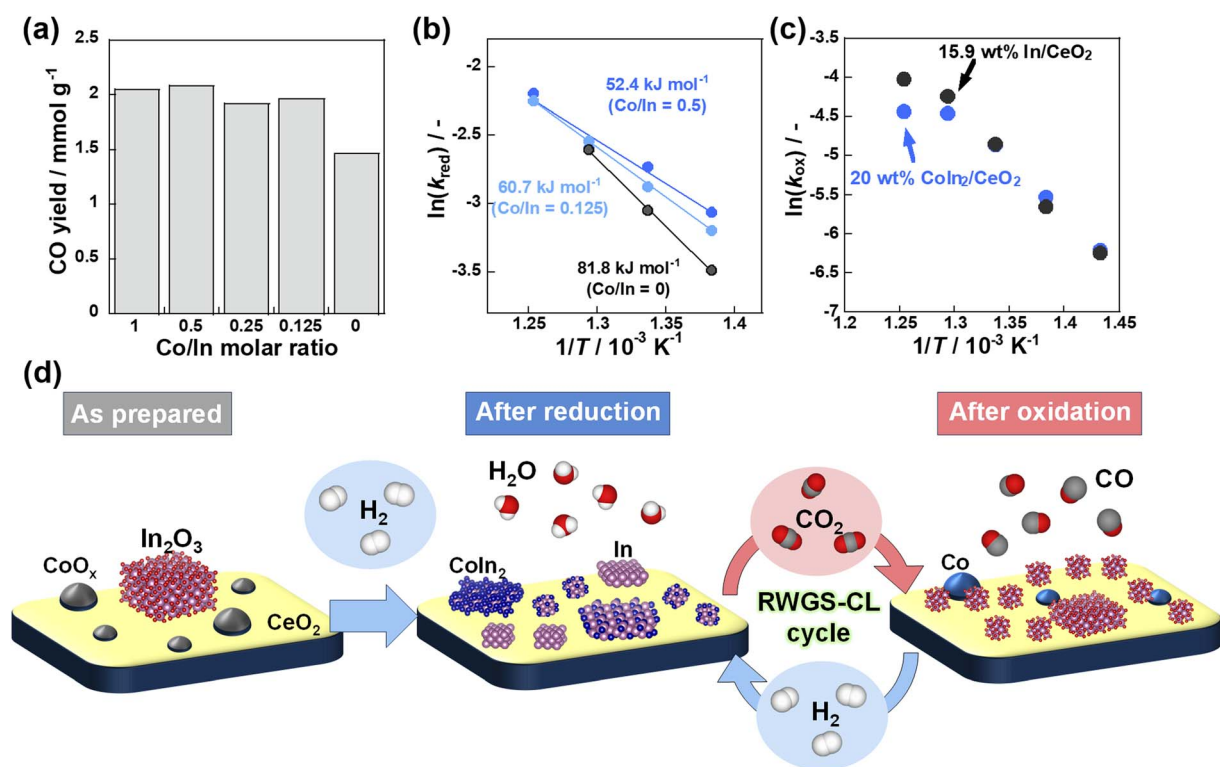 (a)
2.5
2
1.5
1
0.5
0
CO yield / mmol g⁻¹
1 0.5 0.25 0.125 0
Co/In molar ratio
(b)
-2
-2.5
-3
-3.5
ln(k_red) / -
52.4 kJ mol⁻¹
(Co/In = 0.5)
60.7 kJ mol⁻¹
(Co/In = 0.125)
81.8 kJ mol⁻¹
(Co/In = 0)
1.25 1.3 1.35 1.4
1/T / 10⁻³ K⁻¹
(c)
-3.5
-4
-4.5
-5
-5.5
-6
-6.5
-7
ln(k_ox) / -
15.9 wt% In/CeO₂
20 wt% CoIn₂/CeO₂
1.2 1.25 1.3 1.35 1.4 1.45
1/T / 10⁻³ K⁻¹
(d)
As prepared
After reduction
After oxidation
H₂
H₂O
CO₂
CO
In₂O₃
CoOₓ
CeO₂
CoIn₂
In
Co
RWGS-CL
cycle
H₂